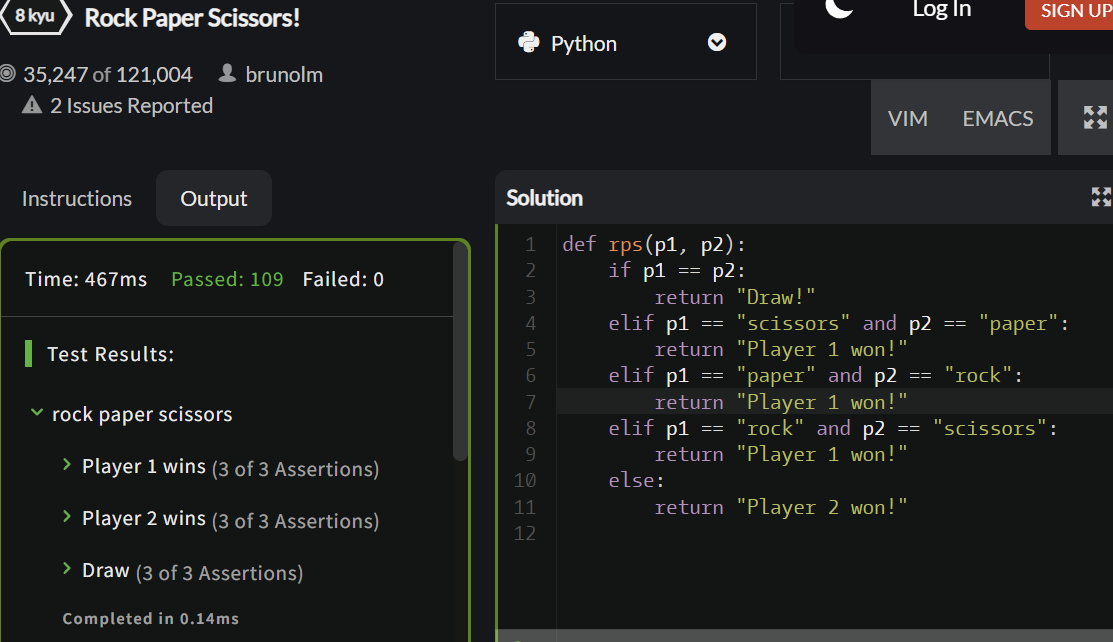 8 kyu Rock Paper Scissors!
35,247 of 121,004 brunolm
2 Issues Reported
Python
Log In
SIGN UP
VIM EMACS
Instructions Output
Time: 467ms Passed: 109 Failed: 0
Test Results:
rock paper scissors
Player 1 wins (3 of 3 Assertions)
Player 2 wins (3 of 3 Assertions)
Draw (3 of 3 Assertions)
Completed in 0.14ms
Solution
1 def rps(p1, p2):
2     if p1 == p2:
3         return "Draw!"
4     elif p1 == "scissors" and p2 == "paper":
5         return "Player 1 won!"
6     elif p1 == "paper" and p2 == "rock":
7         return "Player 1 won!"
8     elif p1 == "rock" and p2 == "scissors":
9         return "Player 1 won!"
10     else:
11         return "Player 2 won!"
12